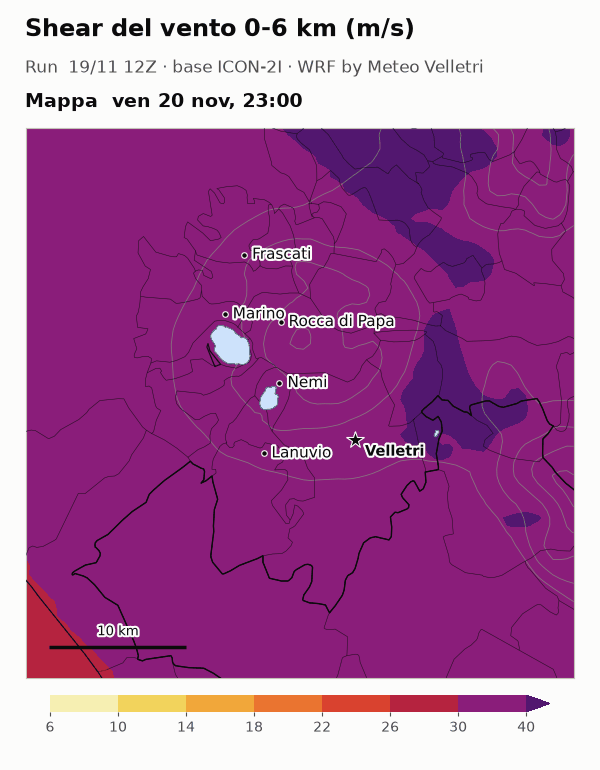 Shear del vento 0-6 km (m/s)
Run  19/11 12Z · base ICON-2I · WRF by Meteo Velletri
Mappa  ven 20 nov, 23:00
Frascati
Marino
Rocca di Papa
Nemi
Lanuvio
Velletri
10 km
6 10 14 18 22 26 30 40